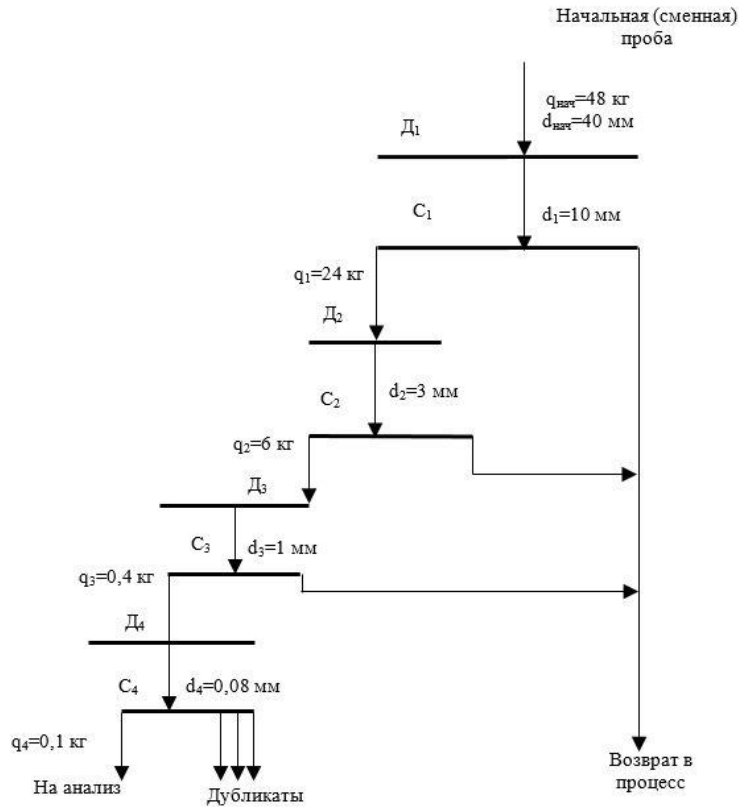 Начальная (сменная)
проба
qнач=48 кг
dнач=40 мм
Д1
С1
d1=10 мм
q1=24 кг
Д2
С2
d2=3 мм
q2=6 кг
Д3
С3
d3=1 мм
q3=0,4 кг
Д4
С4
d4=0,08 мм
q4=0,1 кг
На анализ
Дубликаты
Возврат в
процесс